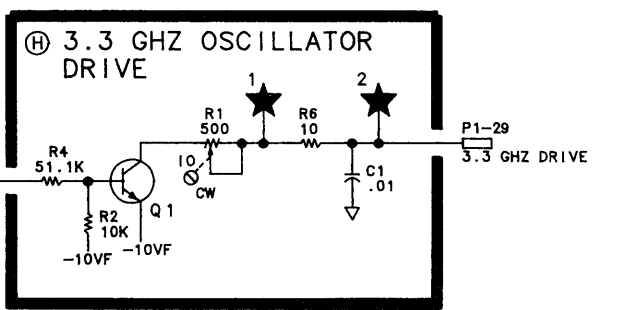 H 3.3 GHZ OSCILLATOR
DRIVE
1
2
R1
500
R6
10
P1-29
3.3 GHZ DRIVE
R4
51.1K
10
CW
C1
.01
Q1
R2
10K
-10VF
-10VF